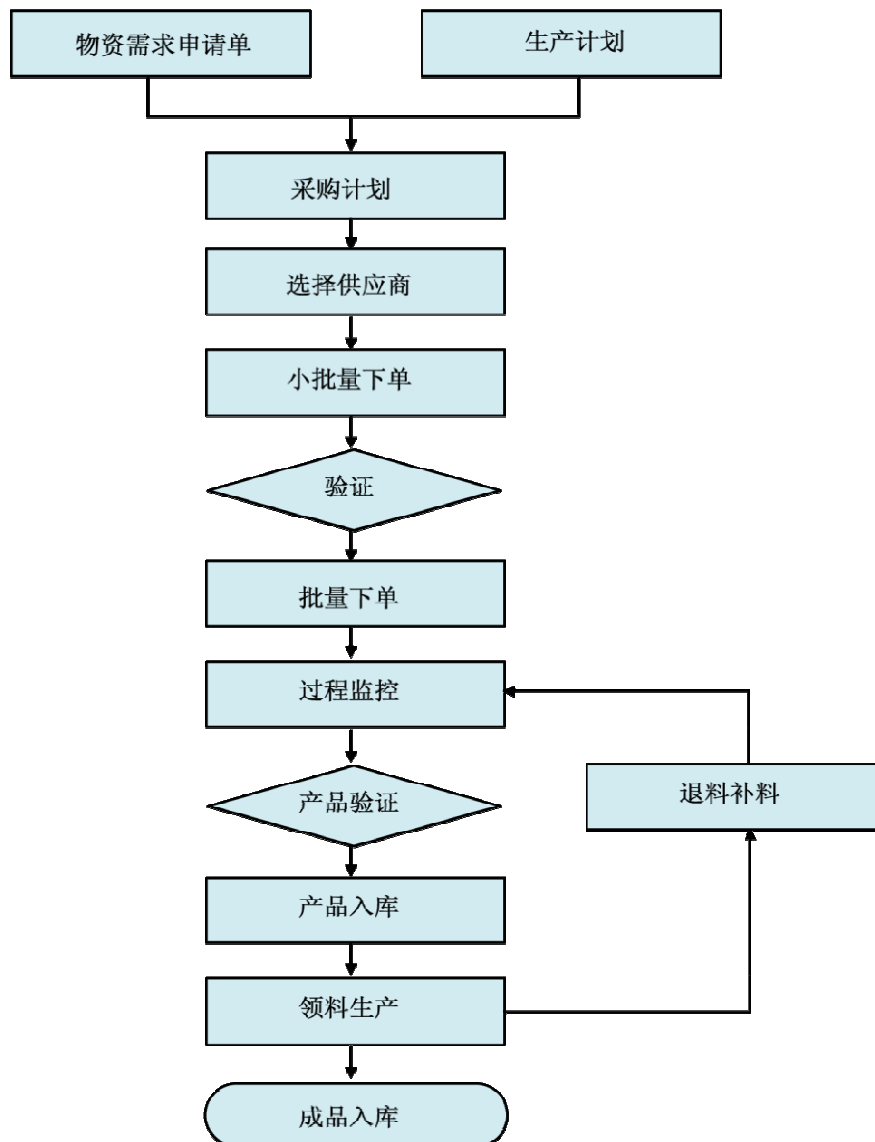 物资需求申请单
生产计划
采购计划
选择供应商
小批量下单
验证
批量下单
过程监控
产品验证
退料补料
产品入库
领料生产
成品入库